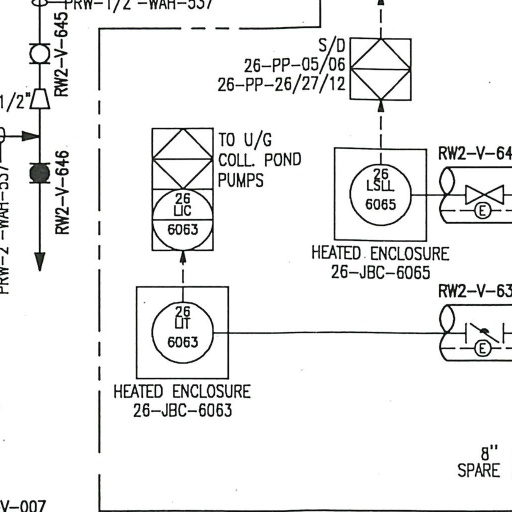 PRW-1/2"-WAH-537
RW2-V-645
1/2"
RW2-V-646
PRW-2"-WAH-537
S/D
26-PP-05/06
26-PP-26/27/12
TO U/G
COLL. POND
PUMPS
26
LIC
6063
26
LSLL
6065
HEATED ENCLOSURE
26-JBC-6065
RW2-V-64
E
26
LIT
6063
HEATED ENCLOSURE
26-JBC-6063
RW2-V-63
E
8"
SPARE
V-007